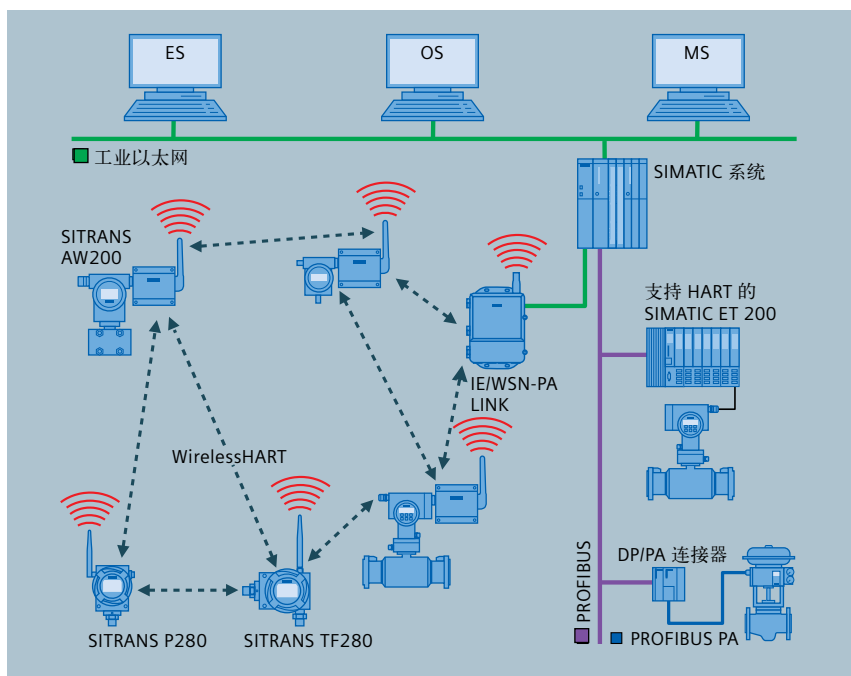 ES
OS
MS
工业以太网
SIMATIC 系统
SITRANS
AW200
支持 HART 的
SIMATIC ET 200
IE/WSN-PA
LINK
WirelessHART
DP/PA 连接器
PROFIBUS
PROFIBUS PA
SITRANS P280
SITRANS TF280